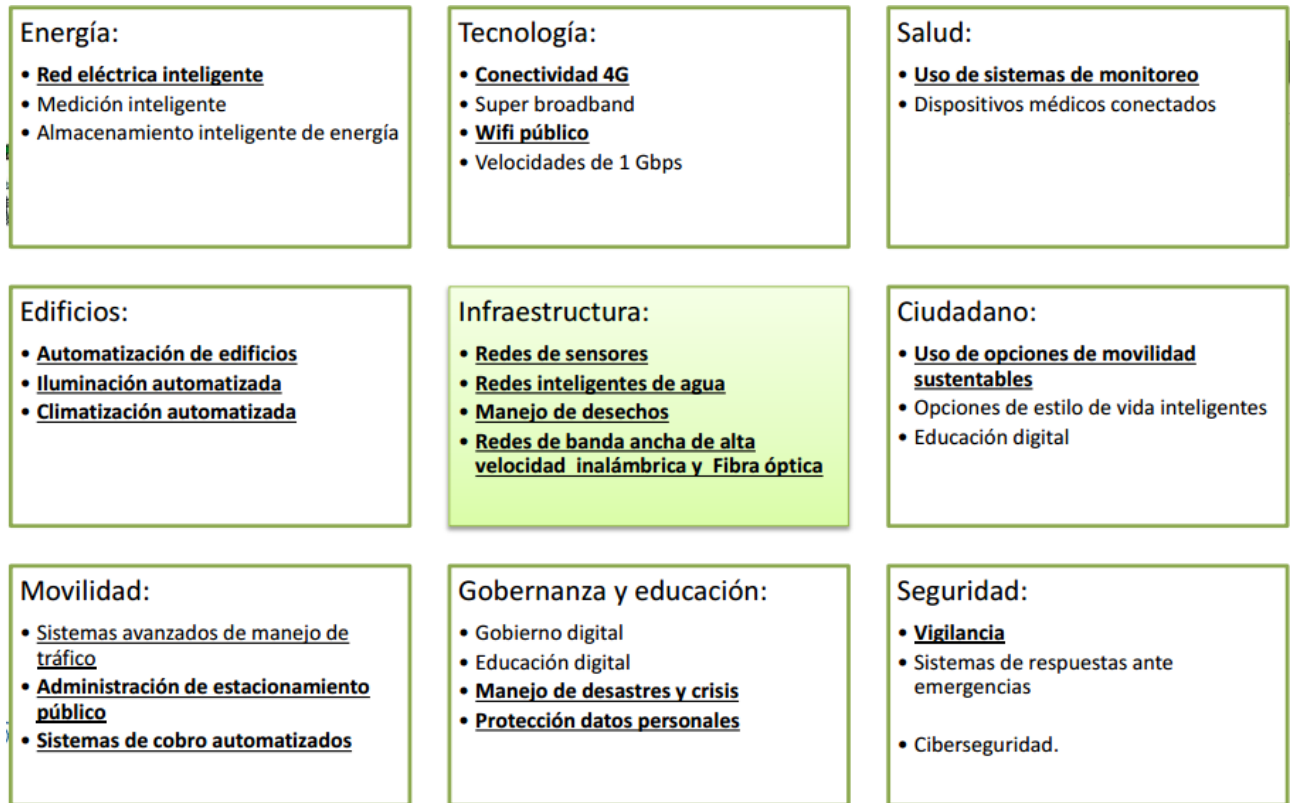 Energía:
• Red eléctrica inteligente
• Medición inteligente
• Almacenamiento inteligente de energía
Tecnología:
• Conectividad 4G
• Super broadband
• Wifi público
• Velocidades de 1 Gbps
Salud:
• Uso de sistemas de monitoreo
• Dispositivos médicos conectados
Edificios:
• Automatización de edificios
• Iluminación automatizada
• Climatización automatizada
Infraestructura:
• Redes de sensores
• Redes inteligentes de agua
• Manejo de desechos
• Redes de banda ancha de alta
velocidad inalámbrica y Fibra óptica
Ciudadano:
• Uso de opciones de movilidad
sustentables
• Opciones de estilo de vida inteligentes
• Educación digital
Movilidad:
• Sistemas avanzados de manejo de
tráfico
• Administración de estacionamiento
público
• Sistemas de cobro automatizados
Gobernanza y educación:
• Gobierno digital
• Educación digital
• Manejo de desastres y crisis
• Protección datos personales
Seguridad:
• Vigilancia
• Sistemas de respuestas ante
emergencias
• Ciberseguridad.